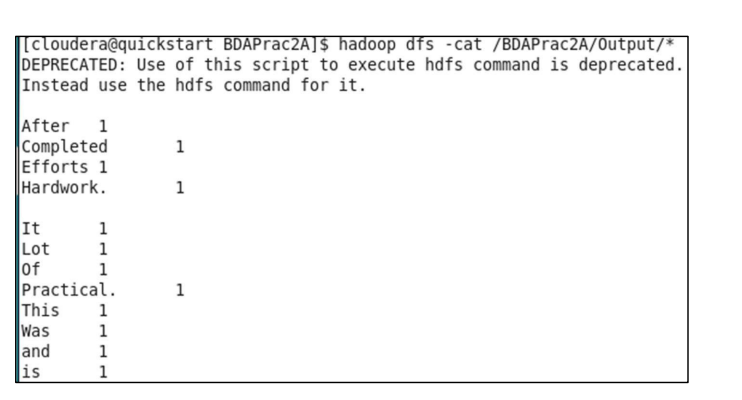 [cloudera@quickstart BDAPrac2A]$ hadoop dfs -cat /BDAPrac2A/Output/*
DEPRECATED: Use of this script to execute hdfs command is deprecated.
Instead use the hdfs command for it.
After 1
Completed 1
Efforts 1
Hardwork. 1
It 1
Lot 1
Of 1
Practical. 1
This 1
Was 1
and 1
is 1